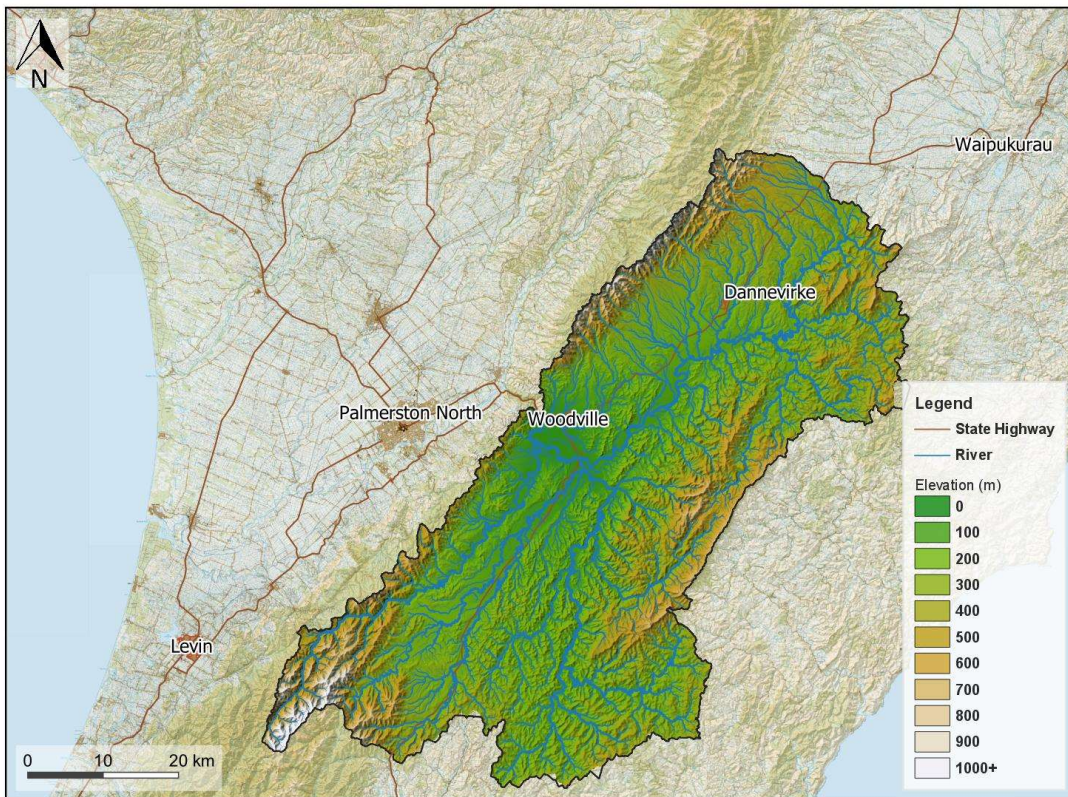 N
Waipukurau
Dannevirke
Palmerston North
Woodville
Levin
Legend
State Highway
River
Elevation (m)
0
100
200
300
400
500
600
700
800
900
1000+
0 10 20 km